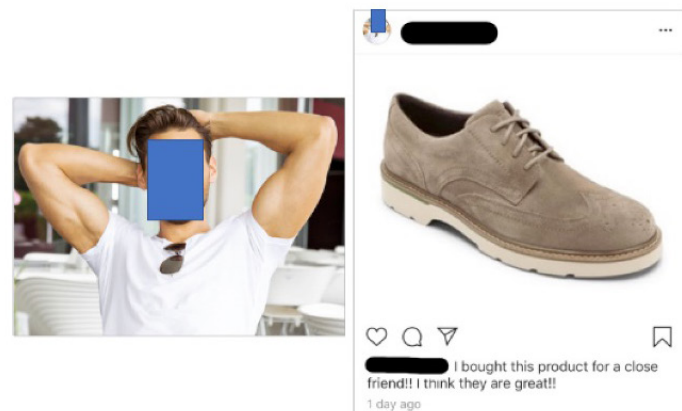 I bought this product for a close
friend!! I think they are great!!
1 day ago